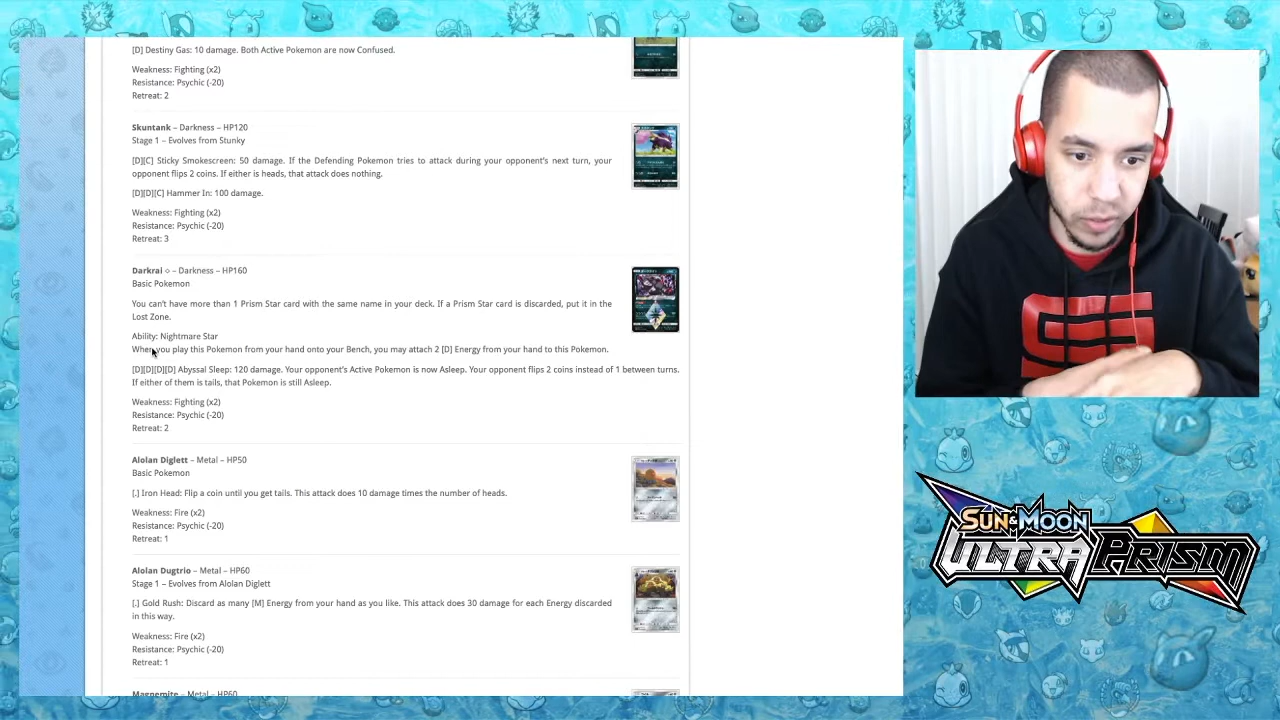 [D] Destiny Gas: 10 damage. Both Active Pokemon are now Confused.
Weakness: Fighting (x2)
Resistance: Psychic (-20)
Retreat: 2
Skuntank – Darkness – HP120
Stage 1 – Evolves from Stunky
[D][C] Sticky Smokescreen: 50 damage. If the Defending Pokemon tries to attack during your opponent's next turn, your
opponent flips 2 coins. If either is heads, that attack does nothing.
[D][D][C] Hammer In: 100 damage.
Weakness: Fighting (x2)
Resistance: Psychic (-20)
Retreat: 3
Darkrai ○ – Darkness – HP160
Basic Pokemon
You can't have more than 1 Prism Star card with the same name in your deck. If a Prism Star card is discarded, put it in the
Lost Zone.
Ability: Nightmare Star
When you play this Pokemon from your hand onto your Bench, you may attach 2 [D] Energy from your hand to this Pokemon.
[D][D][D][D] Abyssal Sleep: 120 damage. Your opponent's Active Pokemon is now Asleep. Your opponent flips 2 coins instead of 1 between turns.
If either of them is tails, that Pokemon is still Asleep.
Weakness: Fighting (x2)
Resistance: Psychic (-20)
Retreat: 2
Alolan Diglett – Metal – HP50
Basic Pokemon
[.] Iron Head: Flip a coin until you get tails. This attack does 10 damage times the number of heads.
Weakness: Fire (x2)
Resistance: Psychic (-20)
Retreat: 1
Alolan Dugtrio – Metal – HP60
Stage 1 – Evolves from Alolan Diglett
[.] Gold Rush: Discard as many [M] Energy from your hand as you like. This attack does 30 damage for each Energy discarded
in this way.
Weakness: Fire (x2)
Resistance: Psychic (-20)
Retreat: 1
Magnemite – Metal – HP60
SUN & MOON
ULTRA PRISM